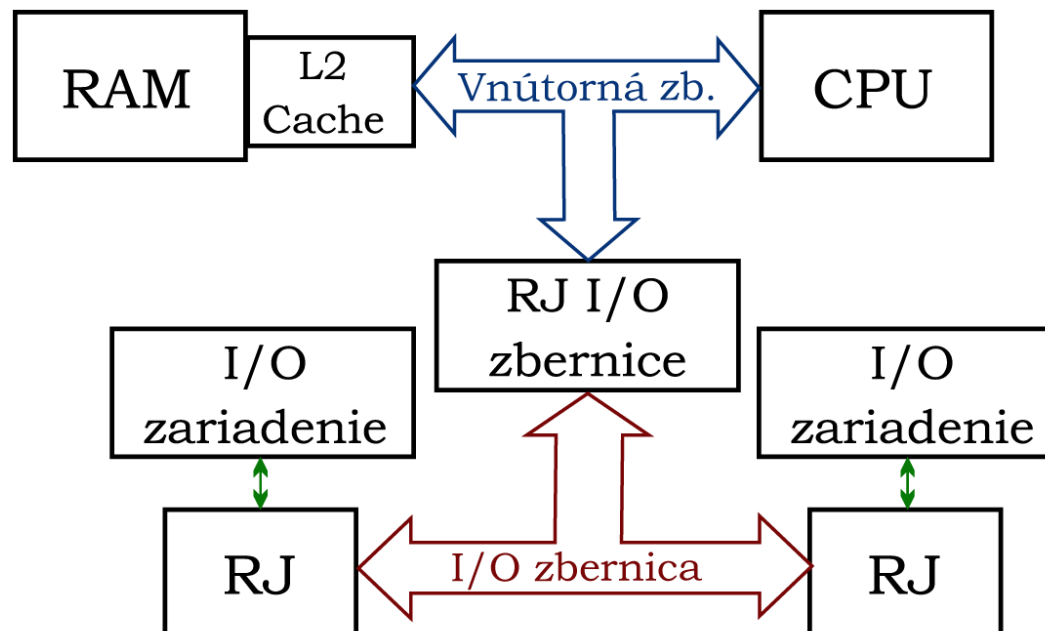 RAM
L2
Cache
Vnútorná zb.
CPU
RJ I/O
zbernice
I/O
zariadenie
I/O
zariadenie
RJ
I/O zbernica
RJ